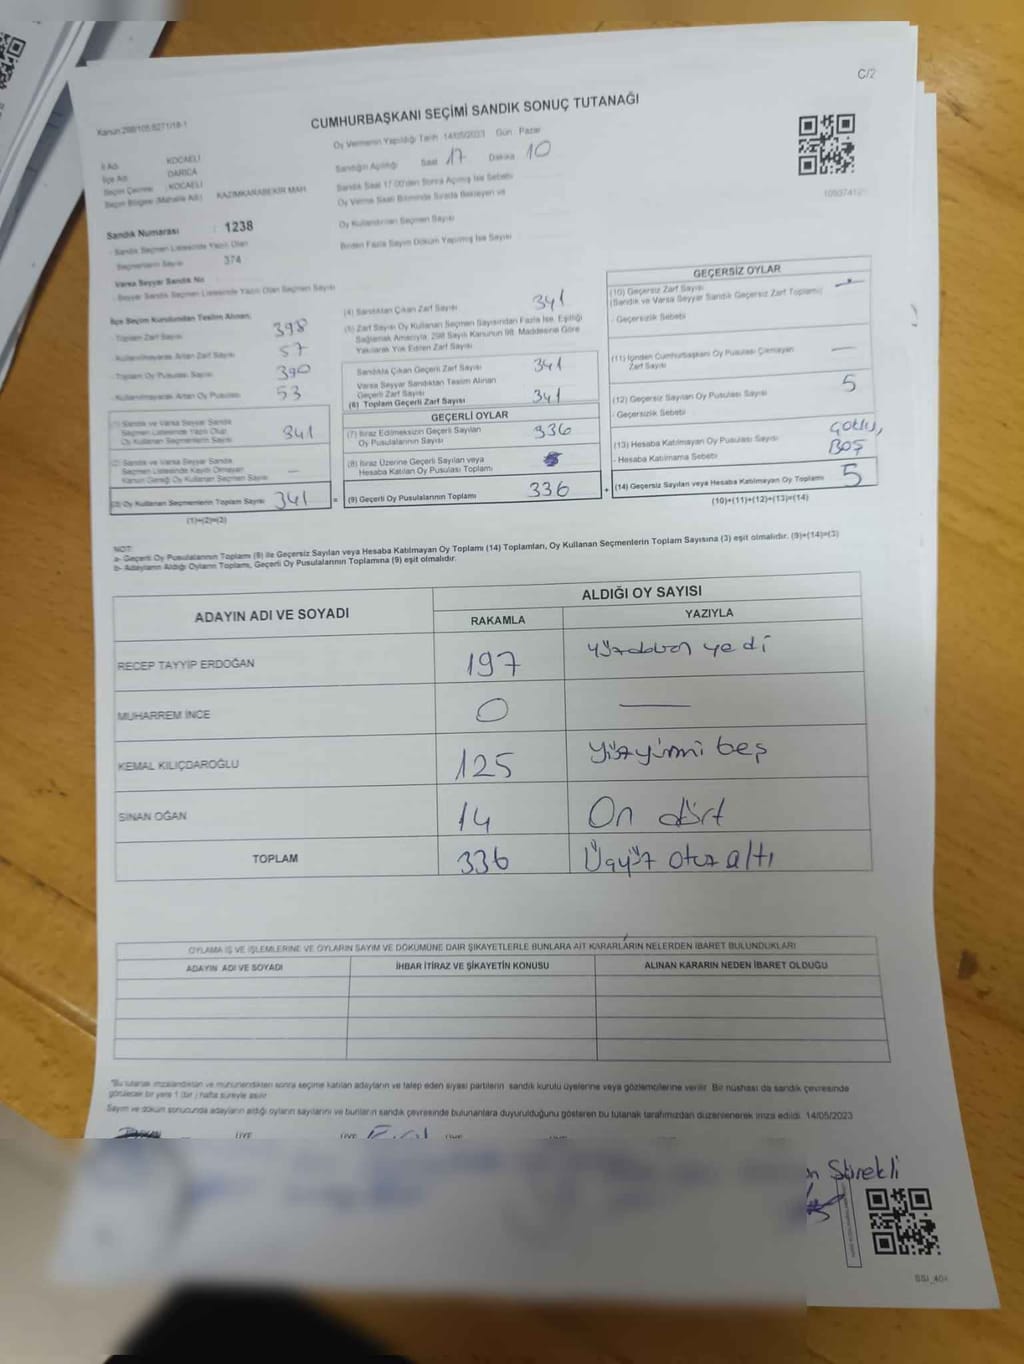 C/2
Kanun:298/105,6271/18-1
CUMHURBAŞKANI SEÇİMİ SANDIK SONUÇ TUTANAĞI
Oy Vermenin Yapıldığı Tarih 14/05/2023 Gün: Pazar
İl Adı KOCAELİ
İlçe Adı DARICA
Seçim Çevresi KOCAELİ
Seçim Bölgesi (Mahalle Adı) KAZIMKARABEKİR MAH.
Sandığın Açıldığı Saat 17 Dakika 10
Sandık Saat 17.00'den Sonra Açılmış İse Sebebi
Oy Verme Saati Bitiminde Sırada Bekleyen ve
Oy Kullandırılan Seçmen Sayısı
Birden Fazla Sayım Döküm Yapılmış İse Sayısı
Sandık Numarası : 1238
- Sandık Seçmen Listesinde Yazılı Olan
Seçmenlerin Sayısı 374
Varsa Seyyar Sandık No
- Seyyar Sandık Seçmen Listesinde Yazılı Olan Seçmen Sayısı
İlçe Seçim Kurulundan Teslim Alınan;
- Toplam Zarf Sayısı 398
- Kullanılmayarak Artan Zarf Sayısı 57
- Toplam Oy Pusulası Sayısı 390
- Kullanılmayarak Artan Oy Pusulası 53
(1) Sandık ve Varsa Seyyar Sandık
Seçmen Listesinde Yazılı Olup
Oy Kullanan Seçmenlerin Sayısı 341
(2) Sandık ve Varsa Seyyar Sandık
Seçmen Listesinde Kayıtlı Olmayan
Kanun Gereği Oy Kullanan Seçmen Sayısı —
(3) Oy Kullanan Seçmenlerin Toplam Sayısı 341 =
(1)+(2)=(3)
(4) Sandıktan Çıkan Zarf Sayısı 341
(5) Zarf Sayısı Oy Kullanan Seçmen Sayısından Fazla İse, Eşitliği
Sağlamak Amacıyla, 298 Sayılı Kanunun 98. Maddesine Göre
Yakılarak Yok Edilen Zarf Sayısı
Sandıkta Çıkan Geçerli Zarf Sayısı 341
Varsa Seyyar Sandıktan Teslim Alınan
Geçerli Zarf Sayısı
(6) Toplam Geçerli Zarf Sayısı 341
GEÇERLİ OYLAR
(7) İtiraz Edilmeksizin Geçerli Sayılan
Oy Pusulalarının Sayısı 336
(8) İtiraz Üzerine Geçerli Sayılan veya
Hesaba Katılan Oy Pusulası Toplamı
(9) Geçerli Oy Pusulalarının Toplamı 336 +
GEÇERSİZ OYLAR
(10) Geçersiz Zarf Sayısı
(Sandık ve Varsa Seyyar Sandık Geçersiz Zarf Toplamı) —
- Geçersizlik Sebebi
(11) İçinden Cumhurbaşkanı Oy Pusulası Çıkmayan
Zarf Sayısı —
(12) Geçersiz Sayılan Oy Pusulası Sayısı 5
- Geçersizlik Sebebi
(13) Hesaba Katılmayan Oy Pusulası Sayısı
- Hesaba Katılmama Sebebi BOŞ
(14) Geçersiz Sayılan veya Hesaba Katılmayan Oy Toplamı 5
(10)+(11)+(12)+(13)=(14)
NOT:
a- Geçerli Oy Pusulalarının Toplamı (9) ile Geçersiz Sayılan veya Hesaba Katılmayan Oy Toplamı (14) Toplamları, Oy Kullanan Seçmenlerin Toplam Sayısına (3) eşit olmalıdır. (9)+(14)=(3)
b- Adayların Aldığı Oyların Toplamı, Geçerli Oy Pusulalarının Toplamına (9) eşit olmalıdır.
ADAYIN ADI VE SOYADI ALDIĞI OY SAYISI
RAKAMLA YAZIYLA
RECEP TAYYİP ERDOĞAN 197 yüzdoksan yedi
MUHARREM İNCE 0 —
KEMAL KILIÇDAROĞLU 125 yüzyirmi beş
SİNAN OĞAN 14 On dört
TOPLAM 336 Üçyüz otuz altı
OYLAMA İŞ VE İŞLEMLERİNE VE OYLARIN SAYIM VE DÖKÜMÜNE DAİR ŞİKAYETLERLE BUNLARA AİT KARARLARIN NELERDEN İBARET BULUNDUKLARI
ADAYIN ADI VE SOYADI İHBAR İTİRAZ VE ŞİKAYETİN KONUSU ALINAN KARARIN NEDEN İBARET OLDUĞU
"Bu tutanak imzalandıktan ve mühürlendikten sonra seçime katılan adayların ve talep eden siyasi partilerin sandık kurulu üyelerine veya gözlemcilerine verilir. Bir nüshası da sandık çevresinde
görülecek bir yere 1 (bir) hafta süreyle asılır.
Sayım ve döküm sonucunda adayların aldığı oyların sayılarını ve bunların sandık çevresinde bulunanlara duyurulduğunu gösteren bu tutanak tarafımızdan düzenlenerek imza edildi. 14/05/2023
BAŞKAN ÜYE ÜYE ÜYE
Sürekli